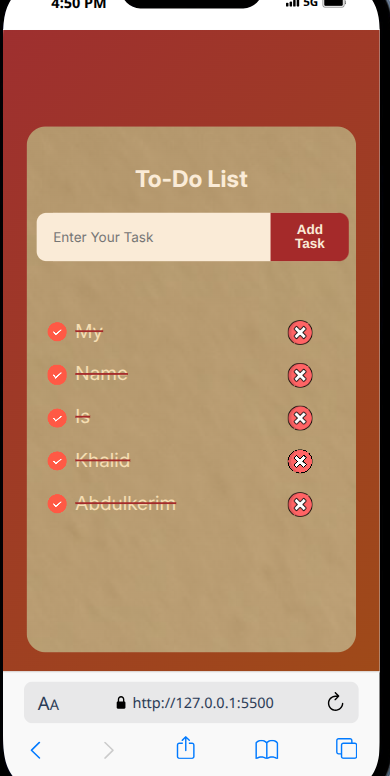 4:50 PM 5G
To-Do List
Enter Your Task
Add
Task
My
Name
Is
Khalid
Abdulkerim
AA http://127.0.0.1:5500